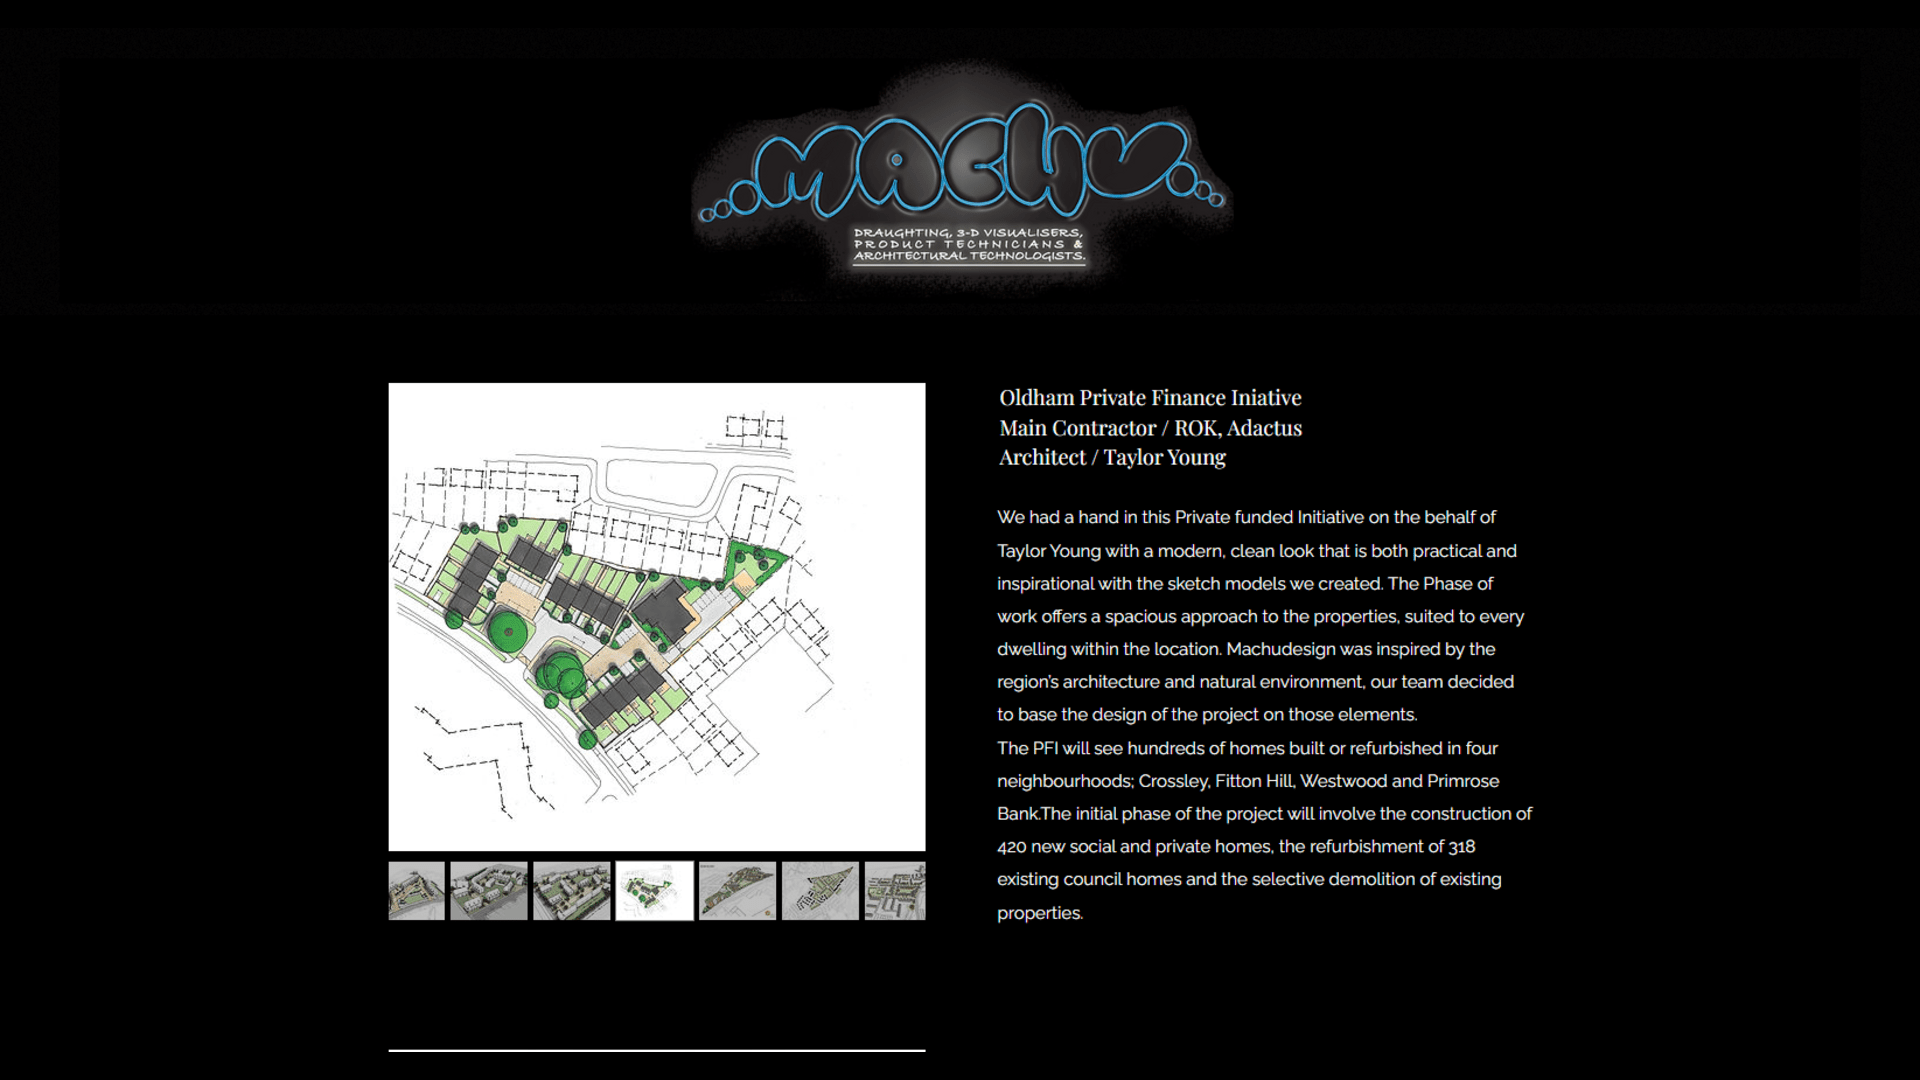 MACHU
DRAUGHTING, 3-D VISUALISERS,
PRODUCT TECHNICIANS &
ARCHITECTURAL TECHNOLOGISTS.
Oldham Private Finance Iniative
Main Contractor / ROK, Adactus
Architect / Taylor Young
We had a hand in this Private funded Initiative on the behalf of
Taylor Young with a modern, clean look that is both practical and
inspirational with the sketch models we created. The Phase of
work offers a spacious approach to the properties, suited to every
dwelling within the location. Machudesign was inspired by the
region's architecture and natural environment, our team decided
to base the design of the project on those elements.
The PFI will see hundreds of homes built or refurbished in four
neighbourhoods; Crossley, Fitton Hill, Westwood and Primrose
Bank.The initial phase of the project will involve the construction of
420 new social and private homes, the refurbishment of 318
existing council homes and the selective demolition of existing
properties.